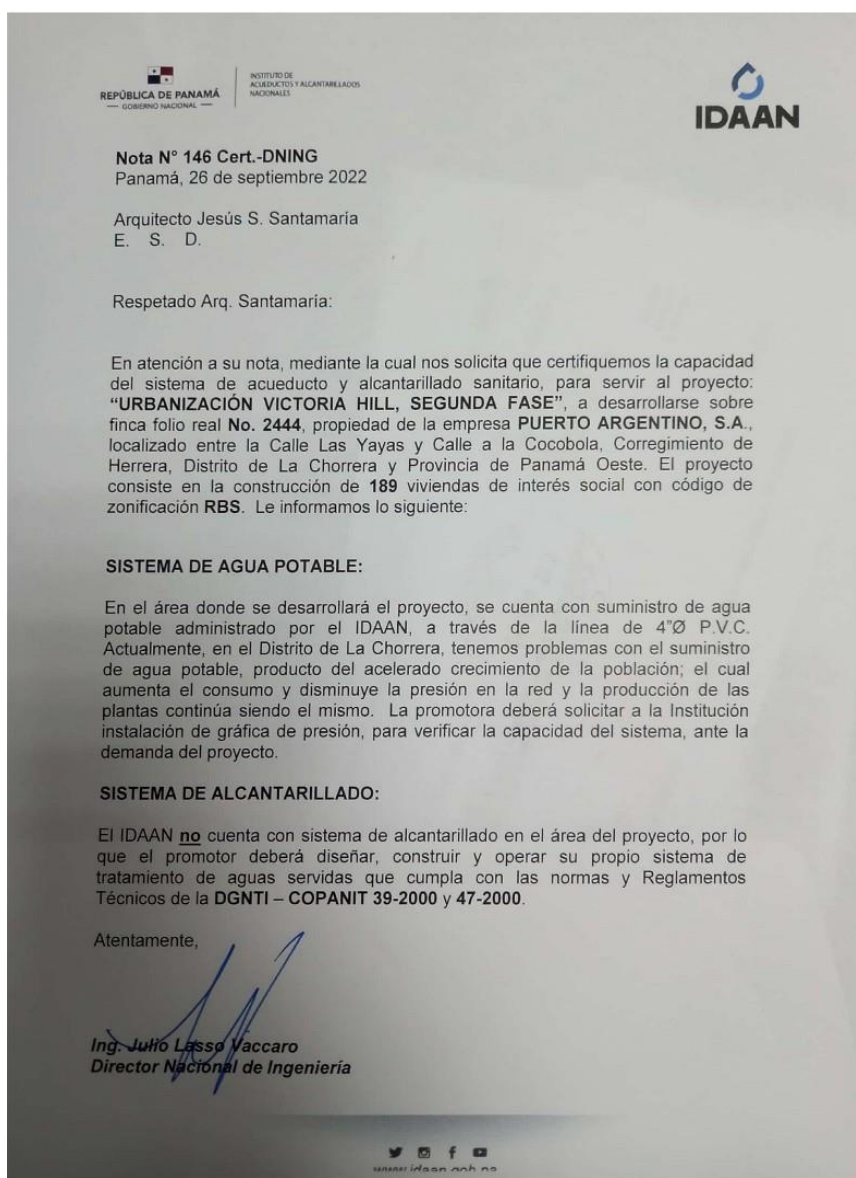 REPÚBLICA DE PANAMÁ
— GOBIERNO NACIONAL —
INSTITUTO DE
ACUEDUCTOS Y ALCANTARILLADOS
NACIONALES
IDAAN
Nota N° 146 Cert.-DNING
Panamá, 26 de septiembre 2022
Arquitecto Jesús S. Santamaría
E. S. D.
Respetado Arq. Santamaría:
En atención a su nota, mediante la cual nos solicita que certifiquemos la capacidad
del sistema de acueducto y alcantarillado sanitario, para servir al proyecto:
“URBANIZACIÓN VICTORIA HILL, SEGUNDA FASE”, a desarrollarse sobre
finca folio real No. 2444, propiedad de la empresa PUERTO ARGENTINO, S.A.,
localizado entre la Calle Las Yayas y Calle a la Cocobola, Corregimiento de
Herrera, Distrito de La Chorrera y Provincia de Panamá Oeste. El proyecto
consiste en la construcción de 189 viviendas de interés social con código de
zonificación RBS. Le informamos lo siguiente:
SISTEMA DE AGUA POTABLE:
En el área donde se desarrollará el proyecto, se cuenta con suministro de agua
potable administrado por el IDAAN, a través de la línea de 4”Ø P.V.C.
Actualmente, en el Distrito de La Chorrera, tenemos problemas con el suministro
de agua potable, producto del acelerado crecimiento de la población; el cual
aumenta el consumo y disminuye la presión en la red y la producción de las
plantas continúa siendo el mismo. La promotora deberá solicitar a la Institución
instalación de gráfica de presión, para verificar la capacidad del sistema, ante la
demanda del proyecto.
SISTEMA DE ALCANTARILLADO:
El IDAAN no cuenta con sistema de alcantarillado en el área del proyecto, por lo
que el promotor deberá diseñar, construir y operar su propio sistema de
tratamiento de aguas servidas que cumpla con las normas y Reglamentos
Técnicos de la DGNTI – COPANIT 39-2000 y 47-2000.
Atentamente,
Ing. Julio Lasso Vaccaro
Director Nacional de Ingeniería
www.idaan.gob.pa